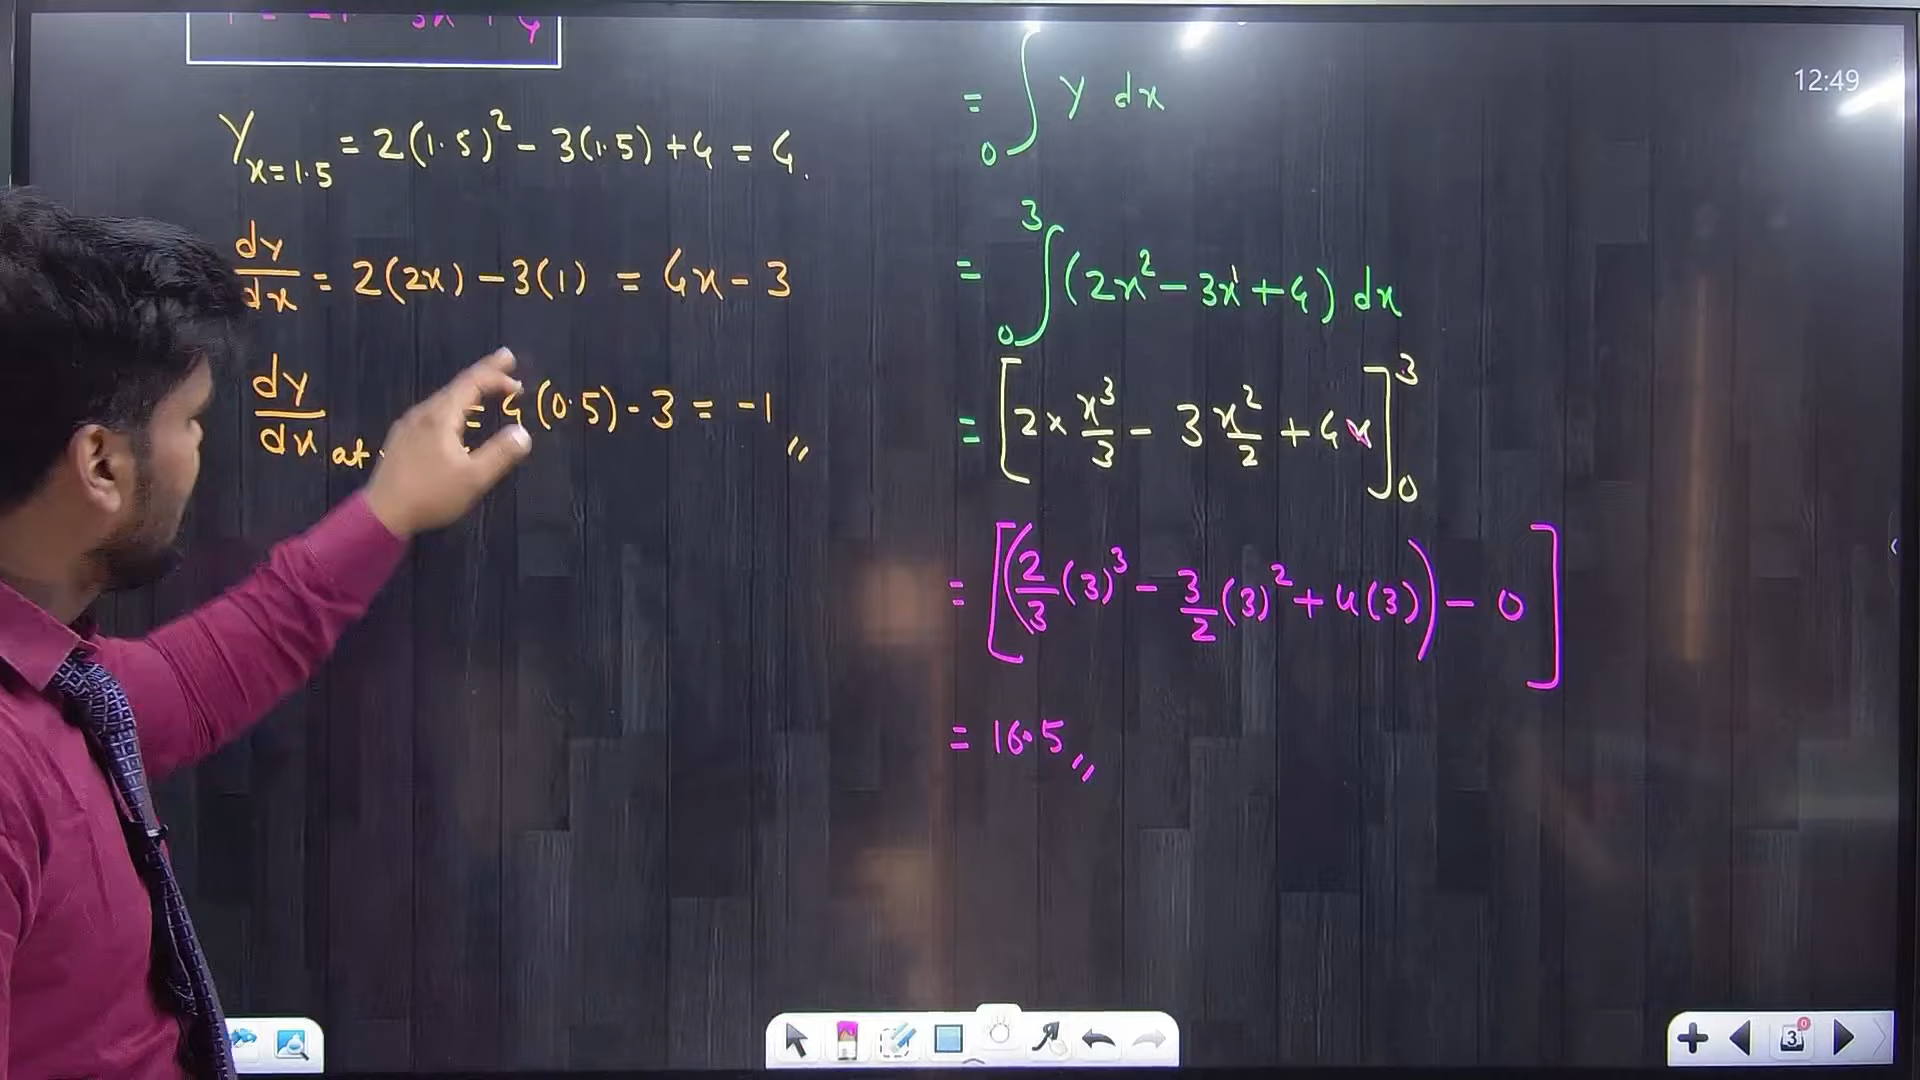 Y x=1.5 = 2(1.5)² - 3(1.5) + 4 = 4.
dy/dx = 2(2x) - 3(1) = 4x - 3
dy/dx at = 4(0.5) - 3 = -1 ,,
= ∫₀ y dx
= ∫₀³ (2x² - 3x¹ + 4) dx
= [2 × x³/3 - 3 x²/2 + 4x]₀³
= [(2/3 (3)³ - 3/2 (3)² + 4(3)) - 0]
= 16.5 ,,
12:49
3
0